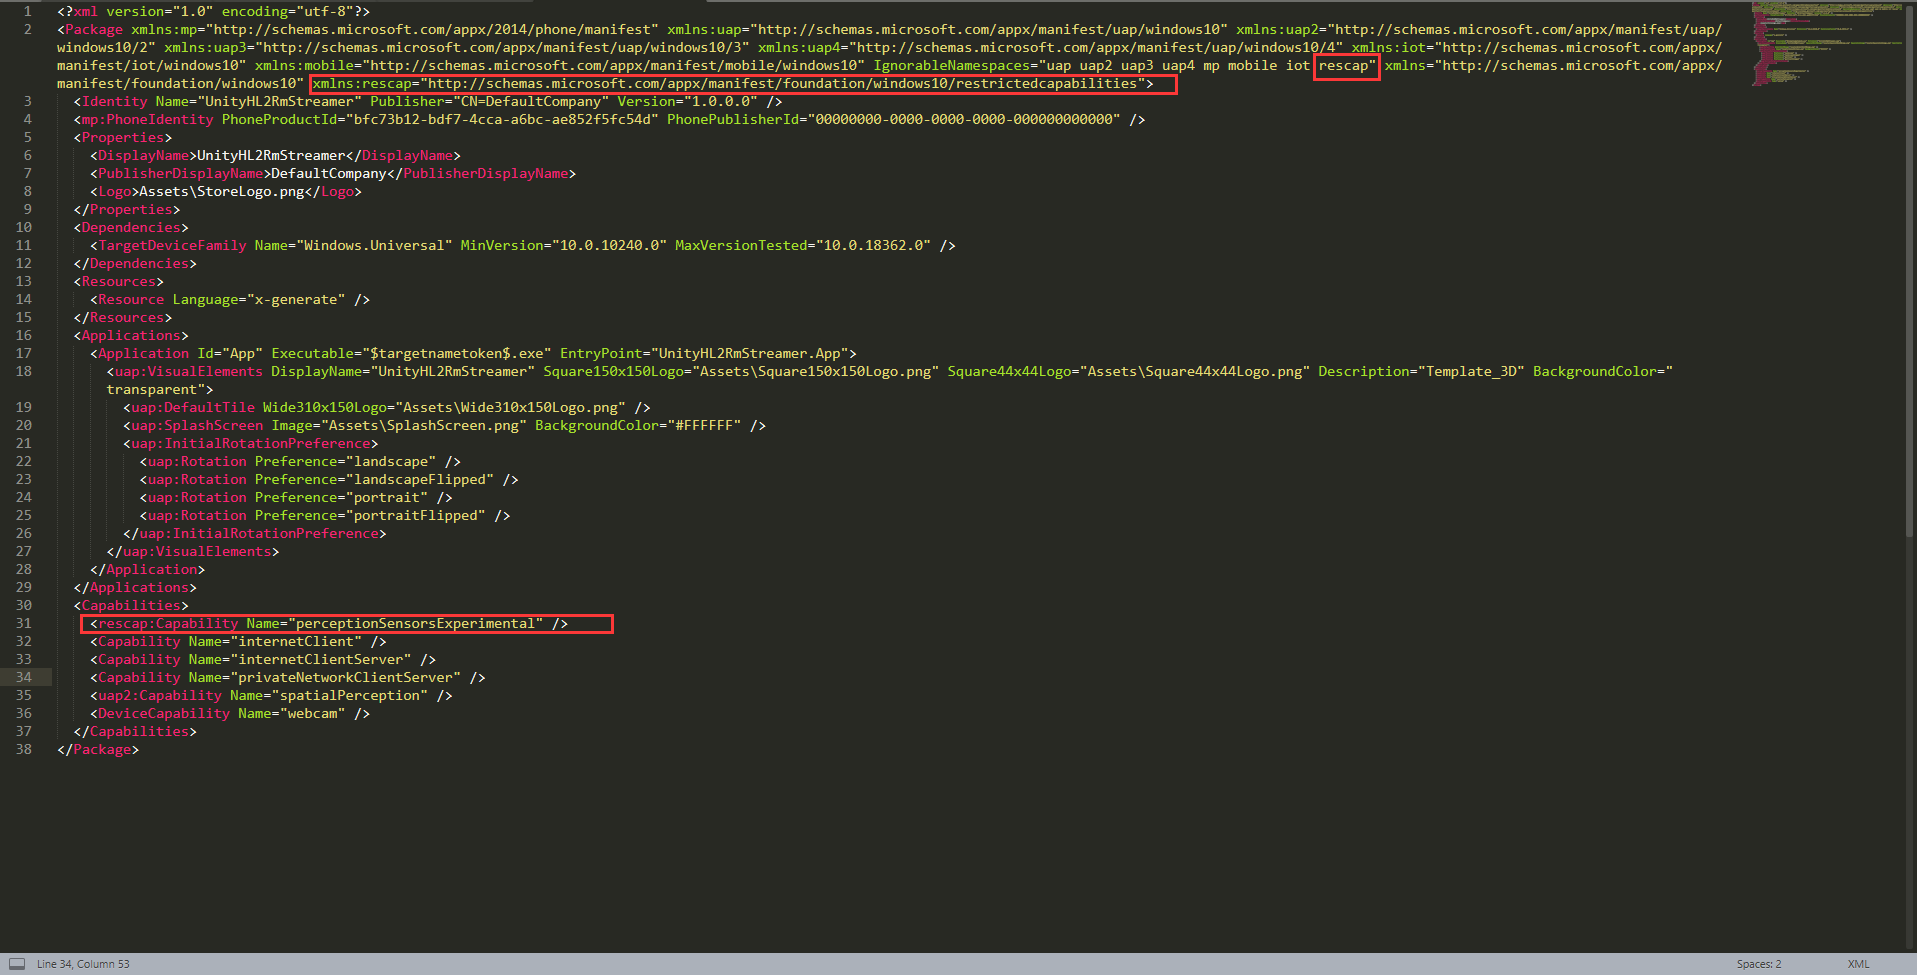 1 <?xml version="1.0" encoding="utf-8"?>
2 <Package xmlns:mp="http://schemas.microsoft.com/appx/2014/phone/manifest" xmlns:uap="http://schemas.microsoft.com/appx/manifest/uap/windows10" xmlns:uap2="http://schemas.microsoft.com/appx/manifest/uap/
windows10/2" xmlns:uap3="http://schemas.microsoft.com/appx/manifest/uap/windows10/3" xmlns:uap4="http://schemas.microsoft.com/appx/manifest/uap/windows10/4" xmlns:iot="http://schemas.microsoft.com/appx/
manifest/iot/windows10" xmlns:mobile="http://schemas.microsoft.com/appx/manifest/mobile/windows10" IgnorableNamespaces="uap uap2 uap3 uap4 mp mobile iot rescap" xmlns="http://schemas.microsoft.com/appx/
manifest/foundation/windows10" xmlns:rescap="http://schemas.microsoft.com/appx/manifest/foundation/windows10/restrictedcapabilities">
3 <Identity Name="UnityHL2RmStreamer" Publisher="CN=DefaultCompany" Version="1.0.0.0" />
4 <mp:PhoneIdentity PhoneProductId="bfc73b12-bdf7-4cca-a6bc-ae852f5fc54d" PhonePublisherId="00000000-0000-0000-0000-000000000000" />
5 <Properties>
6 <DisplayName>UnityHL2RmStreamer</DisplayName>
7 <PublisherDisplayName>DefaultCompany</PublisherDisplayName>
8 <Logo>Assets\StoreLogo.png</Logo>
9 </Properties>
10 <Dependencies>
11 <TargetDeviceFamily Name="Windows.Universal" MinVersion="10.0.10240.0" MaxVersionTested="10.0.18362.0" />
12 </Dependencies>
13 <Resources>
14 <Resource Language="x-generate" />
15 </Resources>
16 <Applications>
17 <Application Id="App" Executable="$targetnametoken$.exe" EntryPoint="UnityHL2RmStreamer.App">
18 <uap:VisualElements DisplayName="UnityHL2RmStreamer" Square150x150Logo="Assets\Square150x150Logo.png" Square44x44Logo="Assets\Square44x44Logo.png" Description="Template_3D" BackgroundColor="
transparent">
19 <uap:DefaultTile Wide310x150Logo="Assets\Wide310x150Logo.png" />
20 <uap:SplashScreen Image="Assets\SplashScreen.png" BackgroundColor="#FFFFFF" />
21 <uap:InitialRotationPreference>
22 <uap:Rotation Preference="landscape" />
23 <uap:Rotation Preference="landscapeFlipped" />
24 <uap:Rotation Preference="portrait" />
25 <uap:Rotation Preference="portraitFlipped" />
26 </uap:InitialRotationPreference>
27 </uap:VisualElements>
28 </Application>
29 </Applications>
30 <Capabilities>
31 <rescap:Capability Name="perceptionSensorsExperimental" />
32 <Capability Name="internetClient" />
33 <Capability Name="internetClientServer" />
34 <Capability Name="privateNetworkClientServer" />
35 <uap2:Capability Name="spatialPerception" />
36 <DeviceCapability Name="webcam" />
37 </Capabilities>
38 </Package>
Line 34, Column 53
Spaces: 2
XML